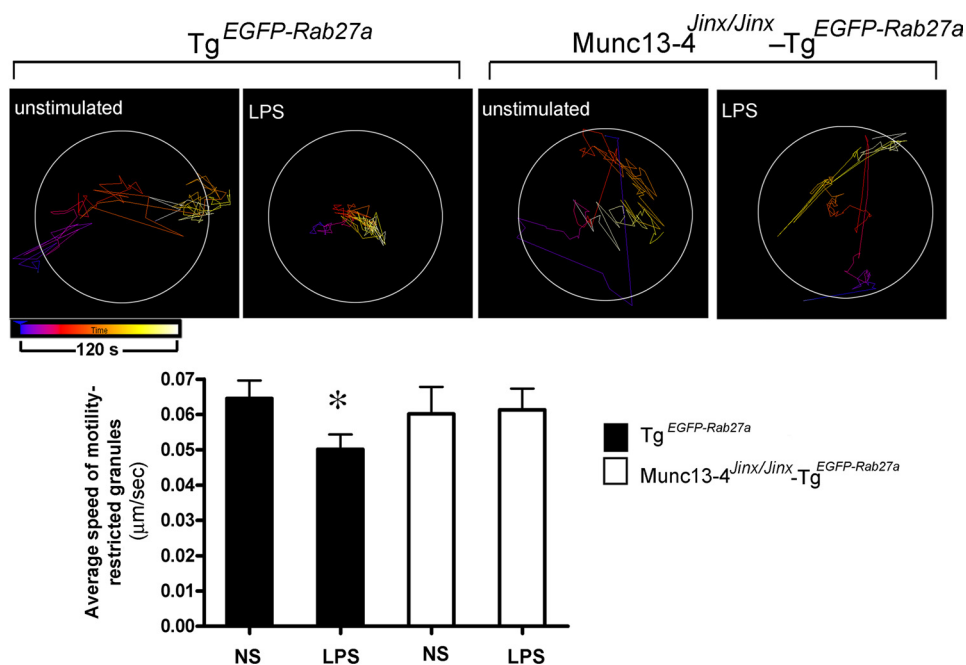 Tg EGFP-Rab27a
Munc13-4 Jinx/Jinx –Tg EGFP-Rab27a
unstimulated
LPS
unstimulated
LPS
Time
120 s
Average speed of motility-
restricted granules
(μm/sec)
0.07
0.06
0.05
0.04
0.03
0.02
0.01
0.00
*
NS
LPS
NS
LPS
Tg EGFP-Rab27a
Munc13-4 Jinx/Jinx -Tg EGFP-Rab27a